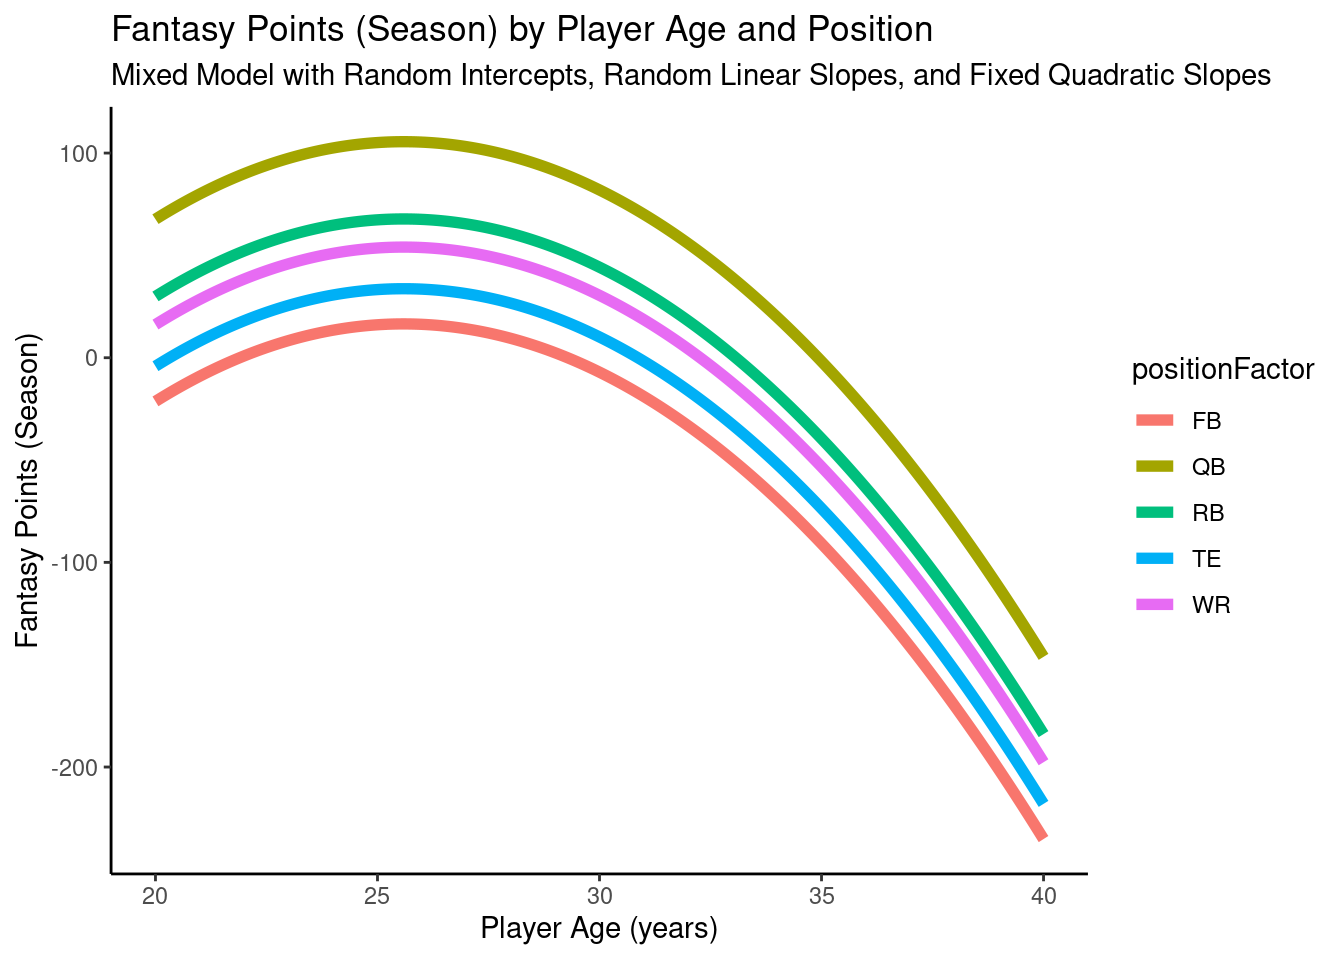 Fantasy Points (Season) by Player Age and Position
Mixed Model with Random Intercepts, Random Linear Slopes, and Fixed Quadratic Slopes
Fantasy Points (Season)
100
0
-100
-200
20 25 30 35 40
Player Age (years)
positionFactor
FB
QB
RB
TE
WR